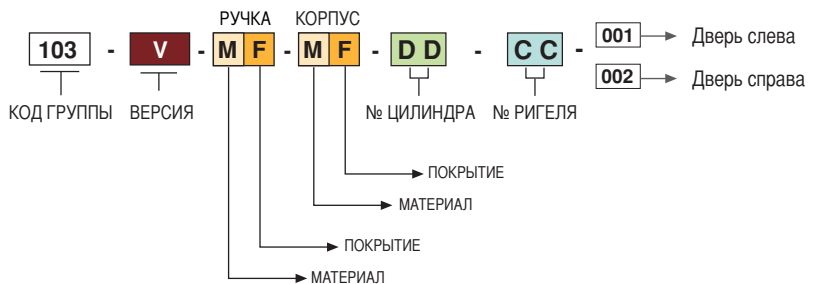 РУЧКА КОРПУС
103 - V - M F - M F - D D - C C - 001 Дверь слева
002 Дверь справа
КОД ГРУППЫ ВЕРСИЯ № ЦИЛИНДРА № РИГЕЛЯ
ПОКРЫТИЕ
МАТЕРИАЛ
ПОКРЫТИЕ
МАТЕРИАЛ